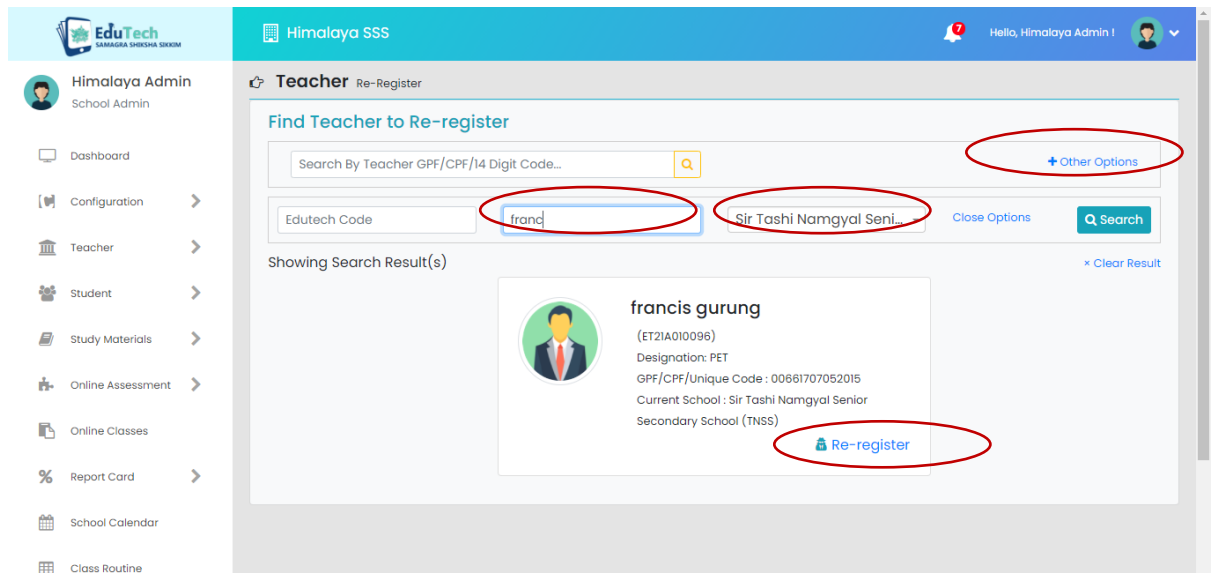 EduTech
SAMAGRA SHIKSHA SIKKIM
Himalaya SSS
7
Hello, Himalaya Admin !
Himalaya Admin
School Admin
Dashboard
Configuration
Teacher
Student
Study Materials
Online Assessment
Online Classes
Report Card
School Calendar
Class Routine
Teacher Re-Register
Find Teacher to Re-register
Search By Teacher GPF/CPF/14 Digit Code...
+ Other Options
Edutech Code
franc
Sir Tashi Namgyal Seni...
Close Options
Search
Showing Search Result(s)
× Clear Result
francis gurung
(ET21A010096)
Designation: PET
GPF/CPF/Unique Code : 00661707052015
Current School : Sir Tashi Namgyal Senior
Secondary School (TNSS)
Re-register